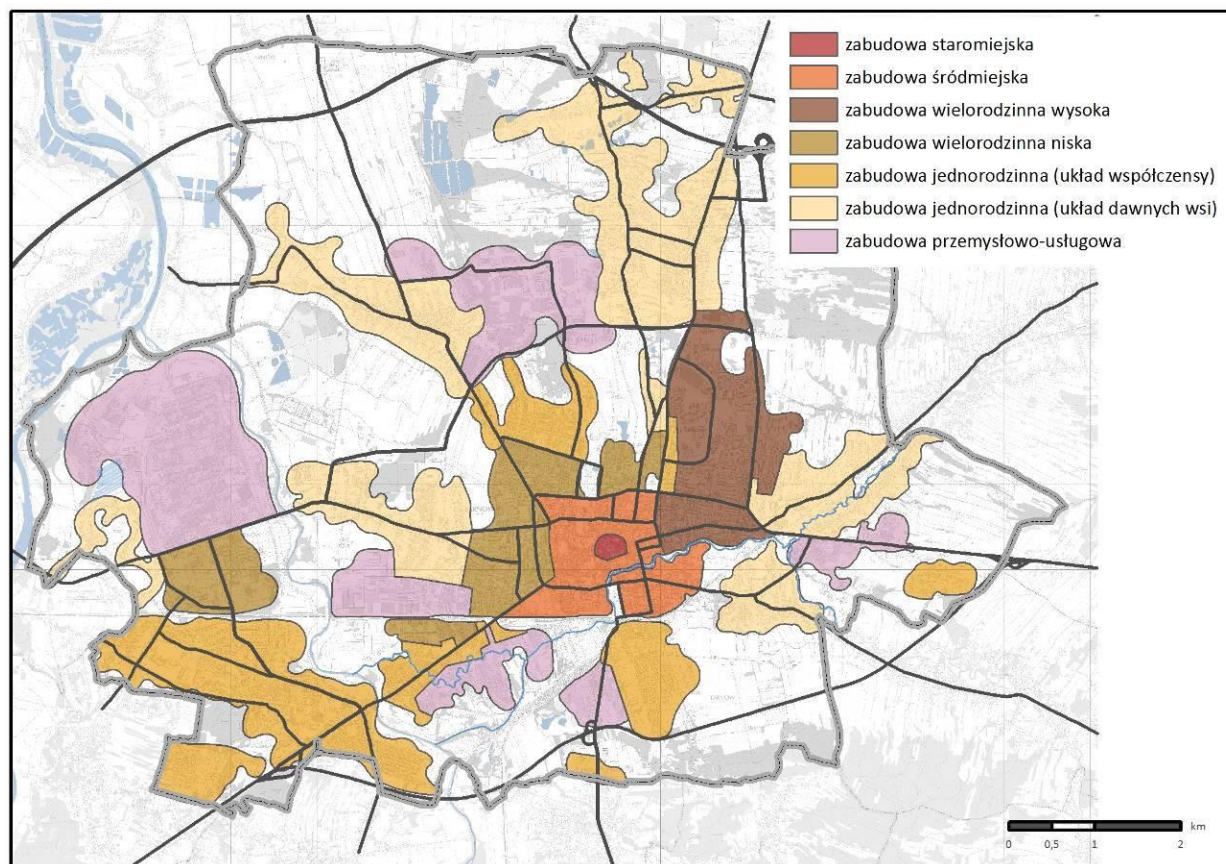 zabudowa staromiejska
zabudowa śródmiejska
zabudowa wielorodzinna wysoka
zabudowa wielorodzinna niska
zabudowa jednorodzinna (układ współczensy)
zabudowa jednorodzinna (układ dawnych wsi)
zabudowa przemysłowo-usługowa
km
0 0,5 1 2